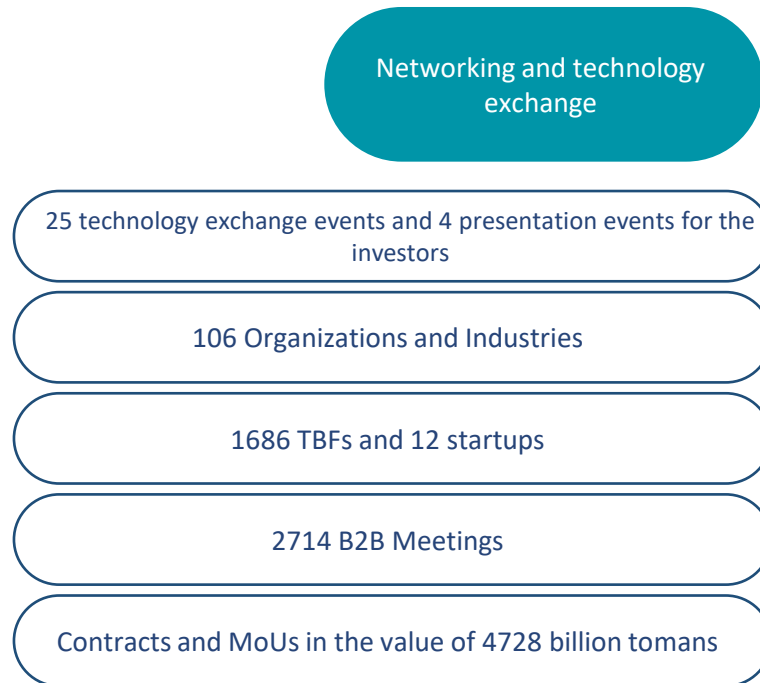 Networking and technology
exchange
25 technology exchange events and 4 presentation events for the
investors
106 Organizations and Industries
1686 TBFs and 12 startups
2714 B2B Meetings
Contracts and MoUs in the value of 4728 billion tomans